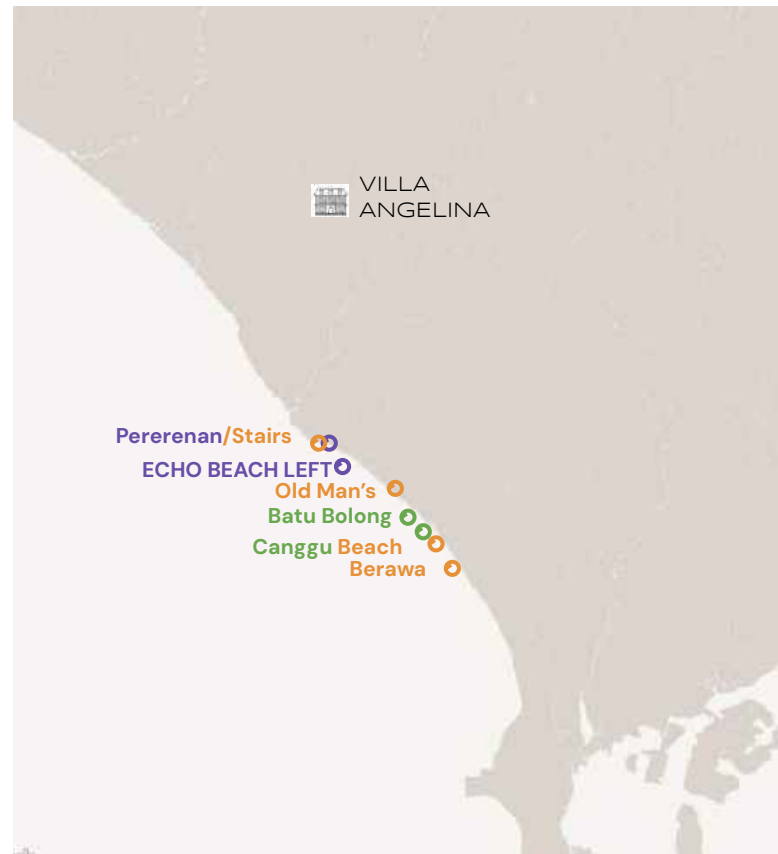 VILLA
ANGELINA
Pererenan/Stairs
ECHO BEACH LEFT
Old Man's
Batu Bolong
Canggu Beach
Berawa